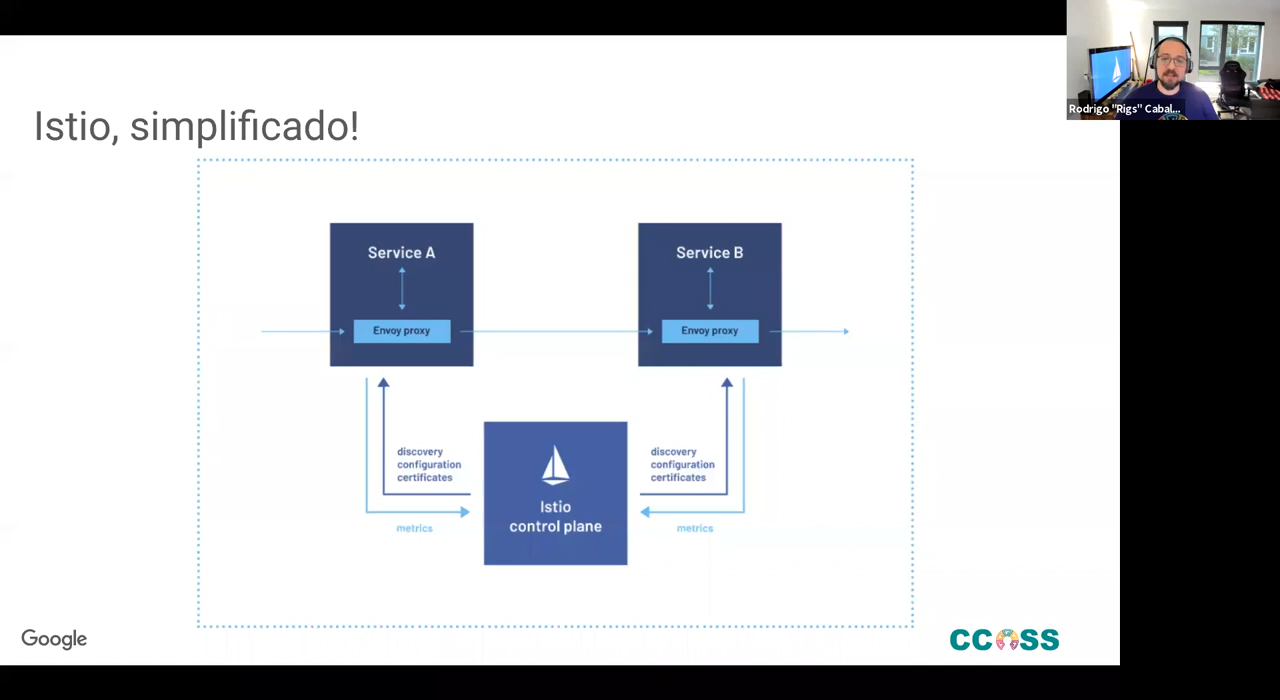 Rodrigo "Rigs" Cabal...
Istio, simplificado!
Service A
Service B
Envoy proxy
Envoy proxy
discovery
configuration
certificates
discovery
configuration
certificates
Istio
control plane
metrics
metrics
Google
CCOSS